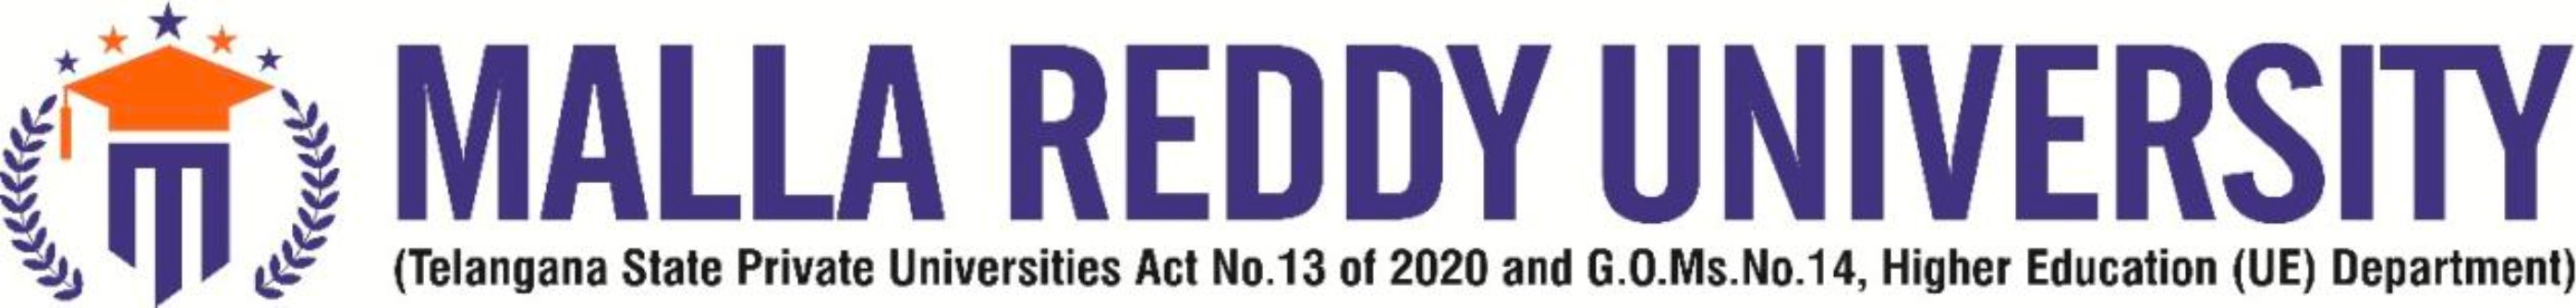 MALLA REDDY UNIVERSITY
(Telangana State Private Universities Act No.13 of 2020 and G.O.Ms.No.14, Higher Education (UE) Department)